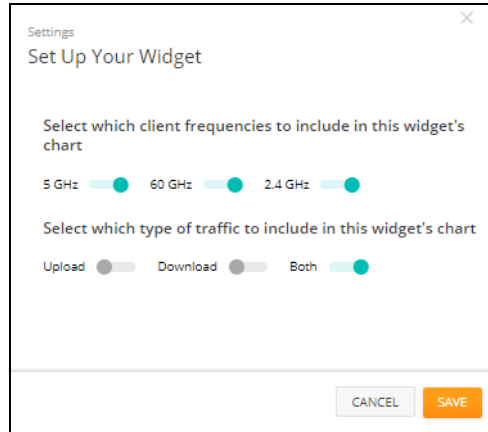 Settings
Set Up Your Widget
Select which client frequencies to include in this widget's
chart
5 GHz 60 GHz 2.4 GHz
Select which type of traffic to include in this widget's chart
Upload Download Both
CANCEL SAVE